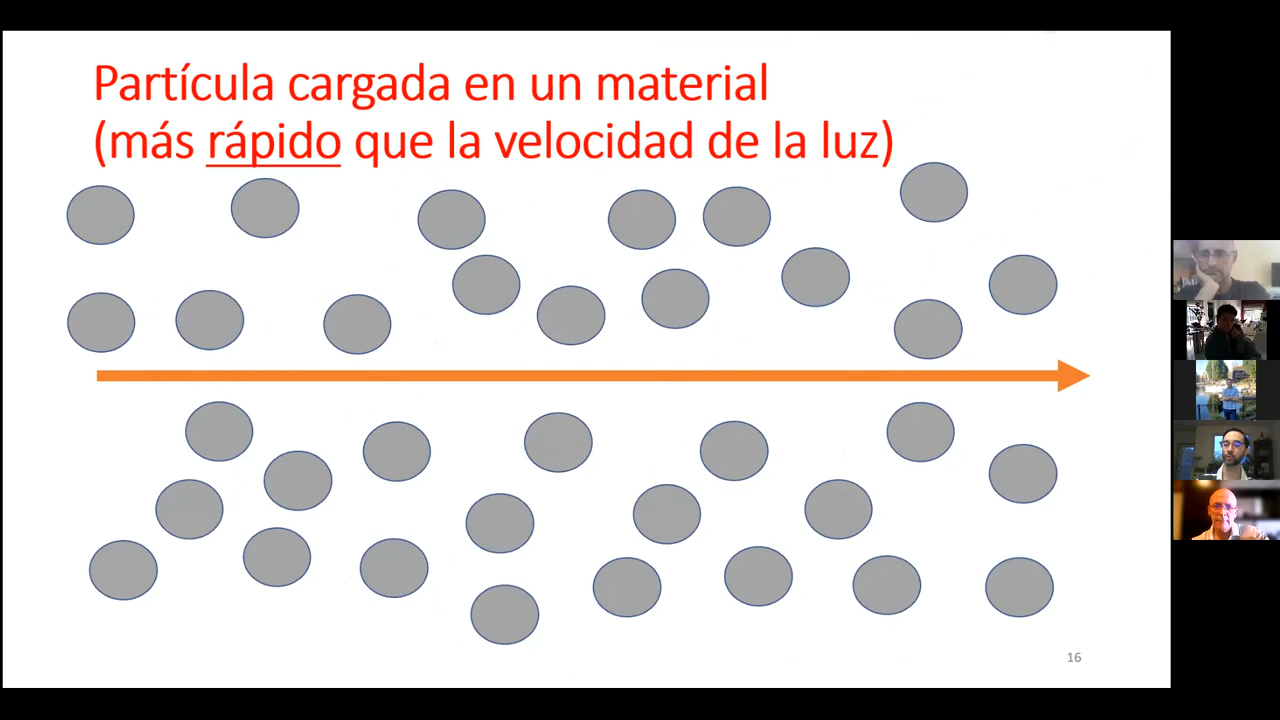 Partícula cargada en un material
(más rápido que la velocidad de la luz)
16